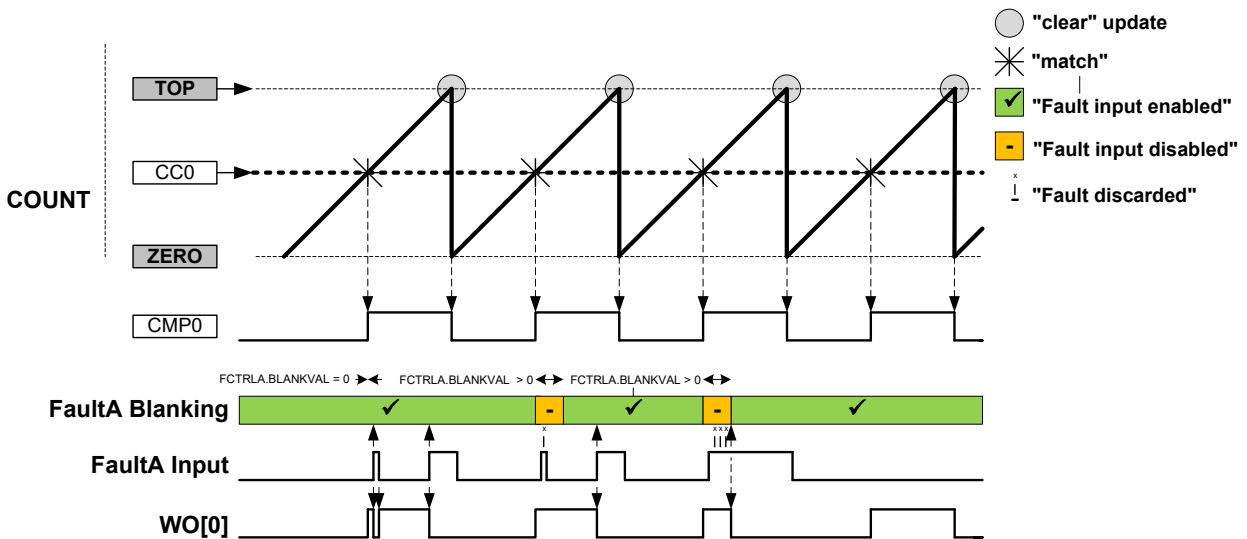 "clear" update
"match"
TOP
"Fault input enabled"
CC0
"Fault input disabled"
COUNT
x
"Fault discarded"
ZERO
CMP0
FCTRLA.BLANKVAL = 0 FCTRLA.BLANKVAL > 0 FCTRLA.BLANKVAL > 0
FaultA Blanking ✓ - ✓ - ✓
x x x x
FaultA Input
WO[0]